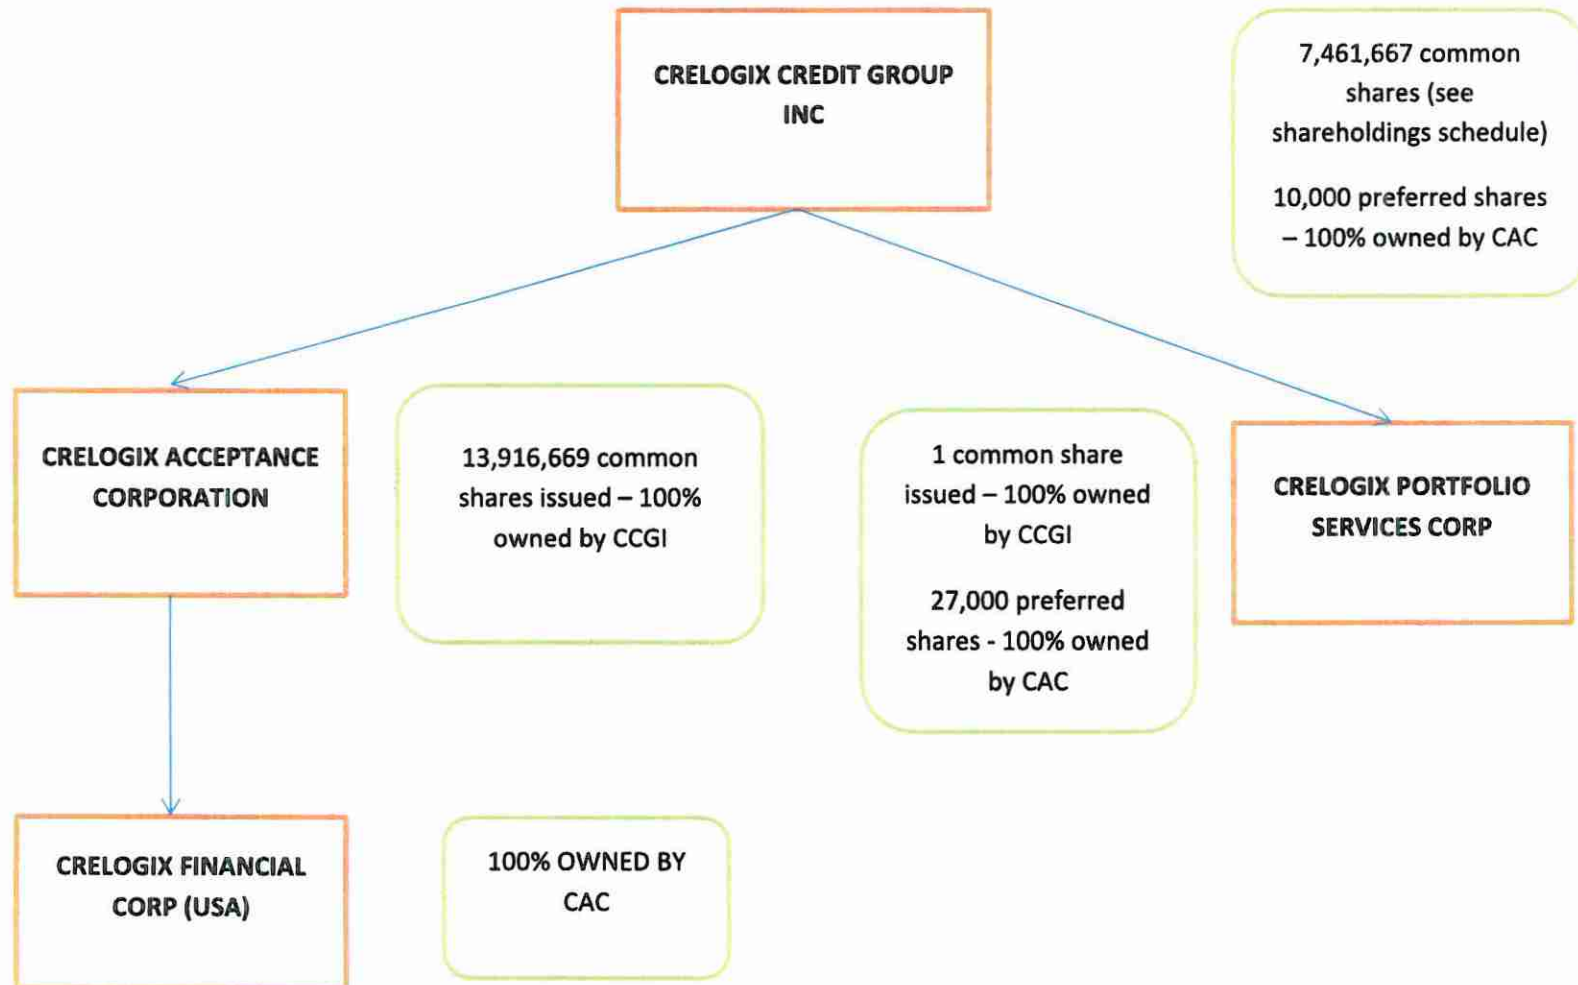 CRELOGIX CREDIT GROUP
INC
7,461,667 common
shares (see
shareholdings schedule)
10,000 preferred shares
– 100% owned by CAC
CRELOGIX ACCEPTANCE
CORPORATION
13,916,669 common
shares issued – 100%
owned by CCGI
1 common share
issued – 100% owned
by CCGI
27,000 preferred
shares - 100% owned
by CAC
CRELOGIX PORTFOLIO
SERVICES CORP
CRELOGIX FINANCIAL
CORP (USA)
100% OWNED BY
CAC